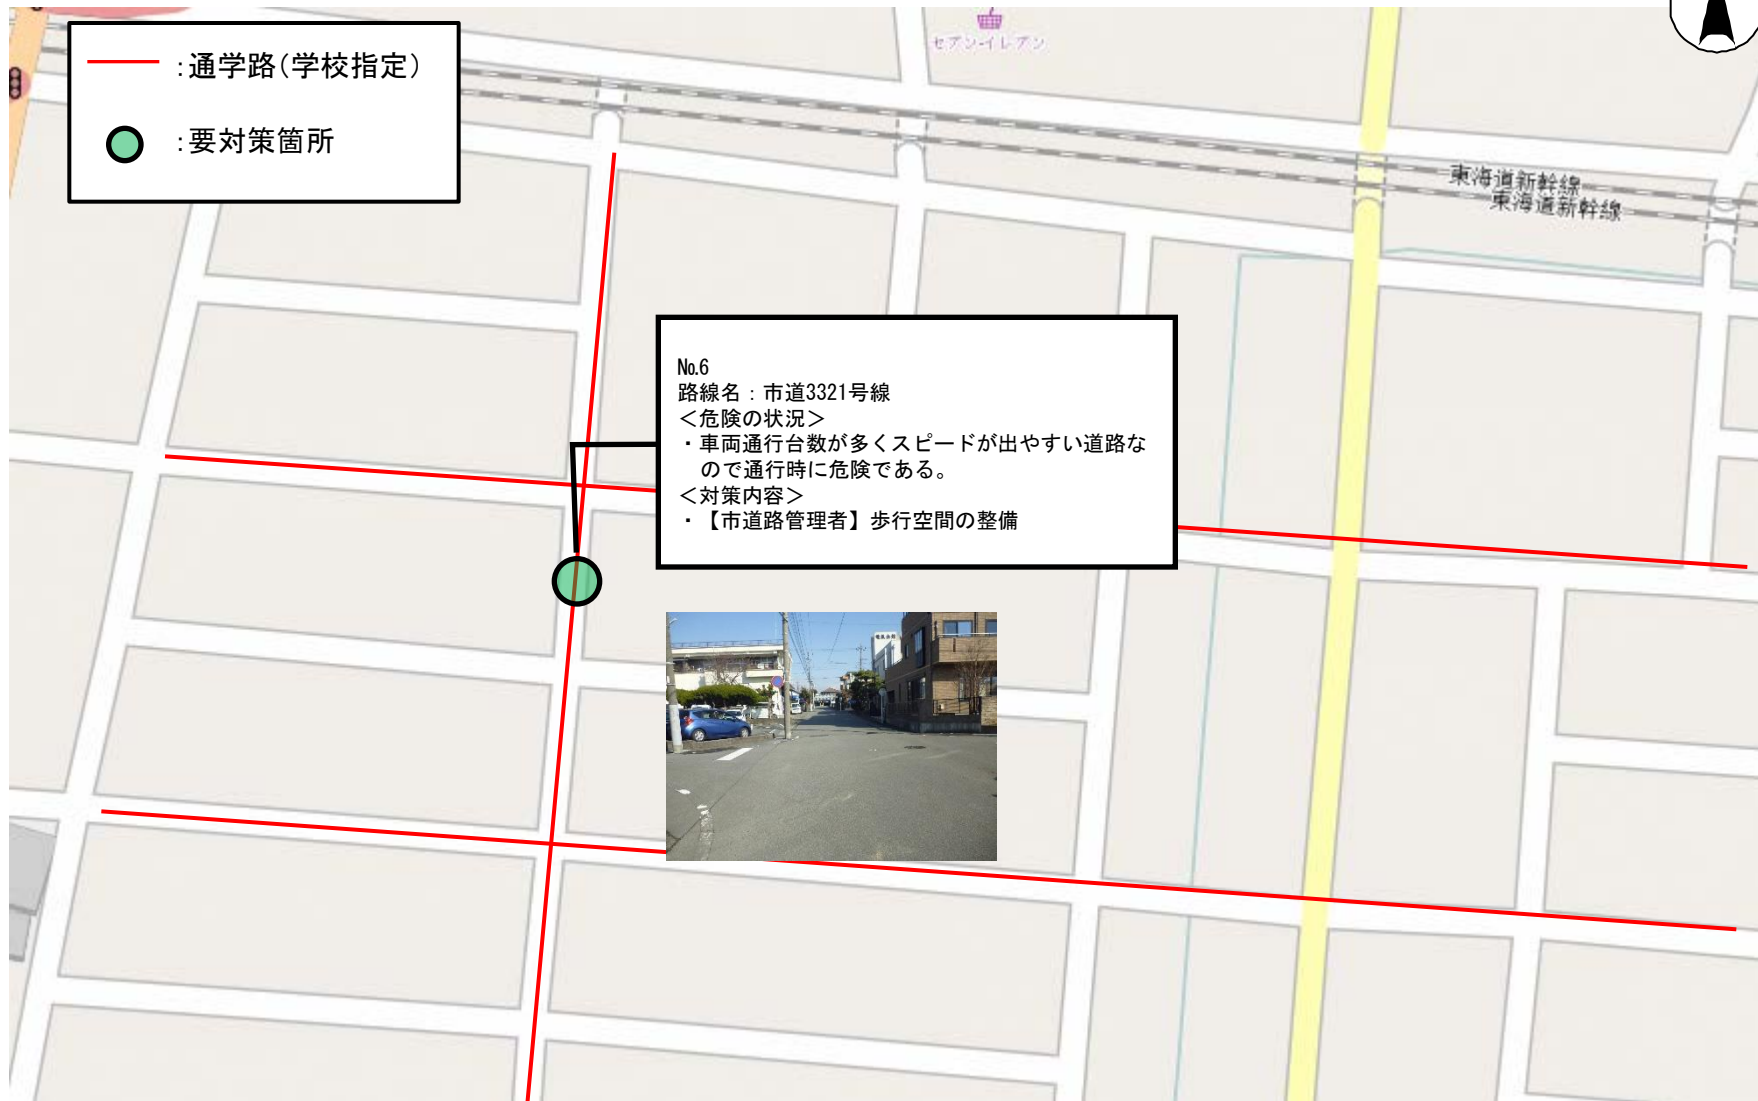 :通学路(学校指定)
:要対策箇所
セブン-イレブン
東海道新幹線
東海道新幹線
No.6
路線名：市道3321号線
＜危険の状況＞
・車両通行台数が多くスピードが出やすい道路な
ので通行時に危険である。
＜対策内容＞
・【市道路管理者】歩行空間の整備